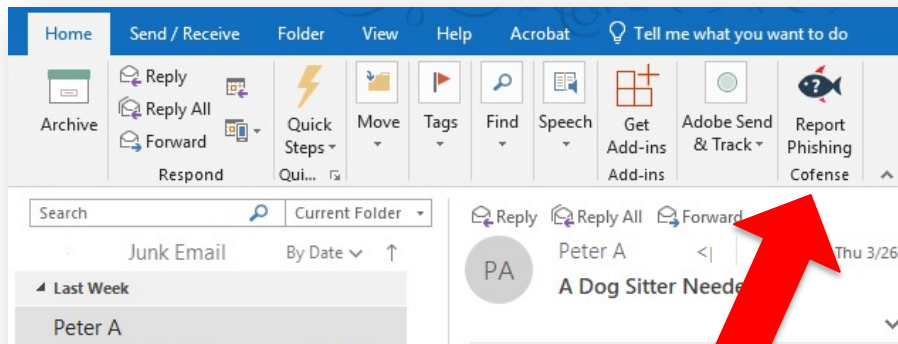 Home Send / Receive Folder View Help Acrobat Tell me what you want to do
Archive
Reply
Reply All
Forward
Respond
Quick
Steps
Qui...
Move
Tags
Find
Speech
Get
Add-ins
Add-ins
Adobe Send
& Track
?
Report
Phishing
Cofense
Search Current Folder
Junk Email By Date
Last Week
Peter A
Reply Reply All Forward
PA
Peter A <| Thu 3/26
A Dog Sitter